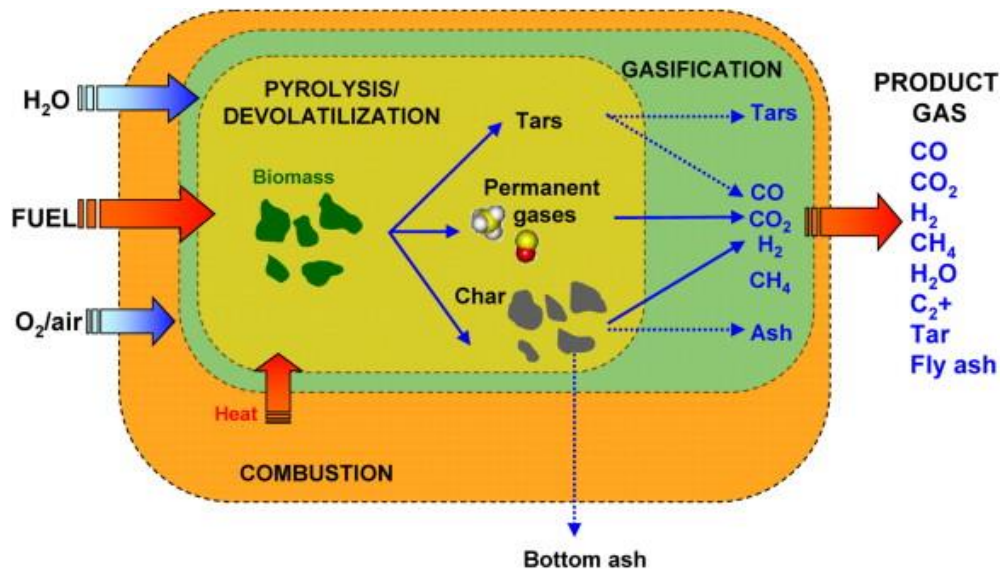 H₂O
FUEL
O₂/air
PYROLYSIS/
DEVOLATILIZATION
Biomass
Tars
Permanent
gases
Char
Heat
COMBUSTION
GASIFICATION
Tars
CO
CO₂
H₂
CH₄
Ash
Bottom ash
PRODUCT
GAS
CO
CO₂
H₂
CH₄
H₂O
C₂+
Tar
Fly ash